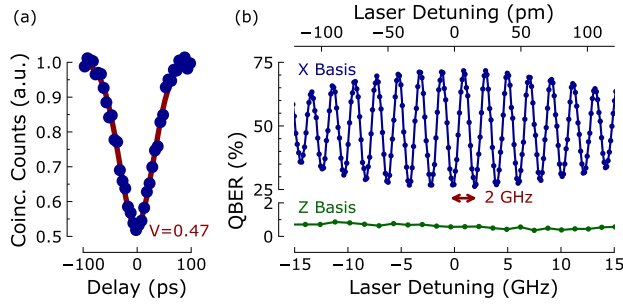 (a)
Coinc. Counts (a.u.)
1.0
0.9
0.8
0.7
0.6
0.5
V=0.47
−100 0 100
Delay (ps)
(b)
Laser Detuning (pm)
−100 −50 0 50 100
X Basis
QBER (%)
75
50
25
2 GHz
Z Basis
2
0
−15 −10 −5 0 5 10 15
Laser Detuning (GHz)